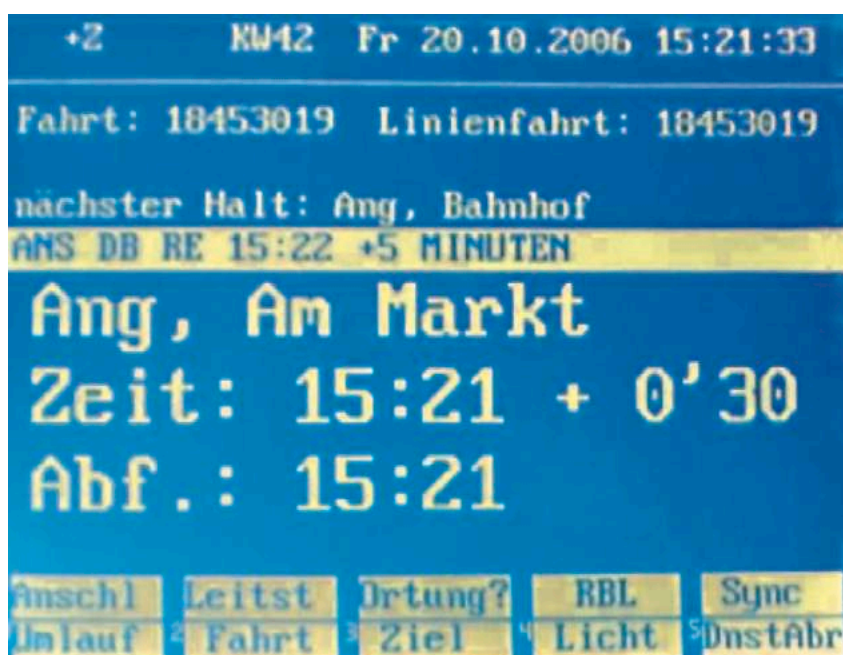 +Z KW42 Fr 20.10.2006 15:21:33
Fahrt: 18453019 Linienfahrt: 18453019
nächster Halt: Ang, Bahnhof
ANS DB RE 15:22 +5 MINUTEN
Ang, Am Markt
Zeit: 15:21 + 0'30
Abf.: 15:21
Anschl Leitst Ortung? RBL Sync
Umlauf 2 Fahrt 3 Ziel 4 Licht 5 DnstAbr